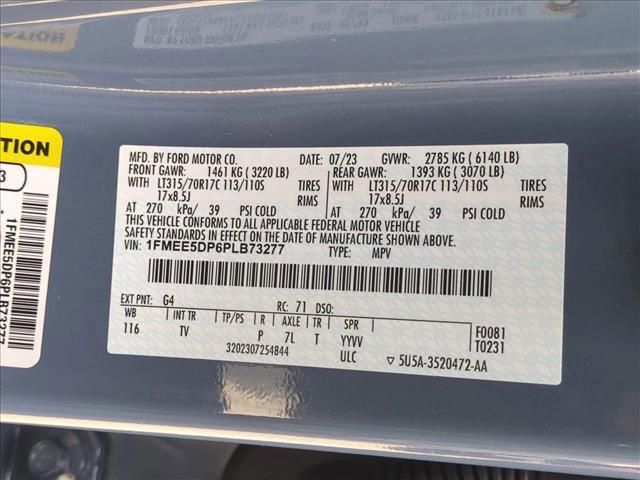 MFD. BY FORD MOTOR CO. 07/23 GVWR: 2785 KG ( 6140 LB)
FRONT GAWR: 1461 KG ( 3220 LB) REAR GAWR: 1393 KG ( 3070 LB)
WITH LT315/70R17C 113/110S TIRES WITH LT315/70R17C 113/110S TIRES
17x8.5J RIMS 17x8.5J RIMS
AT 270 kPa/ 39 PSI COLD AT 270 kPa/ 39 PSI COLD
THIS VEHICLE CONFORMS TO ALL APPLICABLE FEDERAL MOTOR VEHICLE
SAFETY STANDARDS IN EFFECT ON THE DATE OF MANUFACTURE SHOWN ABOVE.
VIN: 1FMEE5DP6PLB73277 TYPE: MPV
EXT PNT: G4 RC: 71 DSO:
WB INT TR TP/PS R AXLE TR SPR F0081
116 TV P 7L T YYVV T0231
3202307254844 ULC ▽ 5U5A-3520472-AA
1FMEE5DP6PLB73277